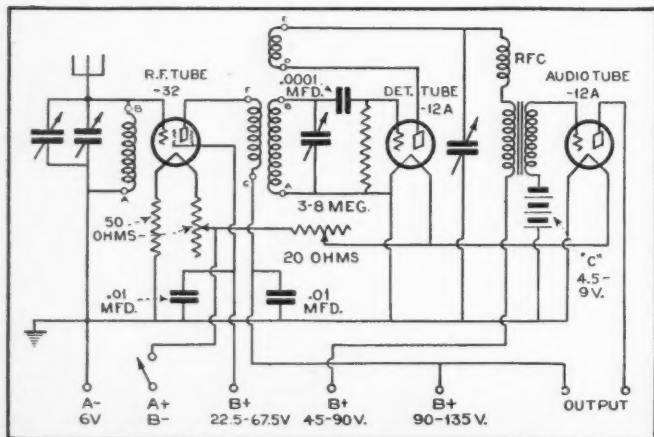 E
C
RFC
R.F. TUBE
-32
.0001
MFD.
DET. TUBE
-12A
AUDIO TUBE
-12A
B
F
B
A
C
A
3-8 MEG.
50
OHMS-
20 OHMS
"C"
4.5-
9 V.
.01
MFD.
.01
MFD.
A-
6V
A+
B-
B+
22.5-67.5V
B+
45-90V.
B+
90-135V.
OUTPUT